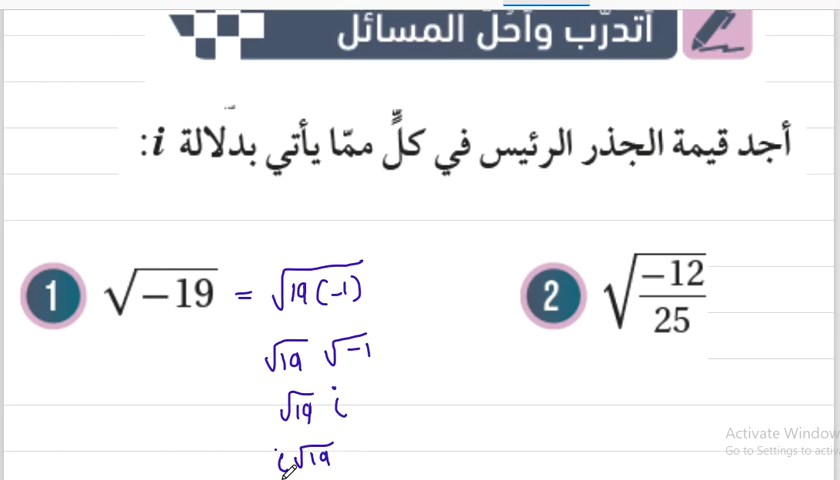 أتدرّب وأحُلّ المسائل
أجد قيمة الجذر الرئيس في كلٍّ ممّا يأتي بدلالة i:
1 √−19 = √19 (−1)
√19 √−1
√19 i
i√19
2 √(−12/25)
Activate Window
Go to Settings to activ